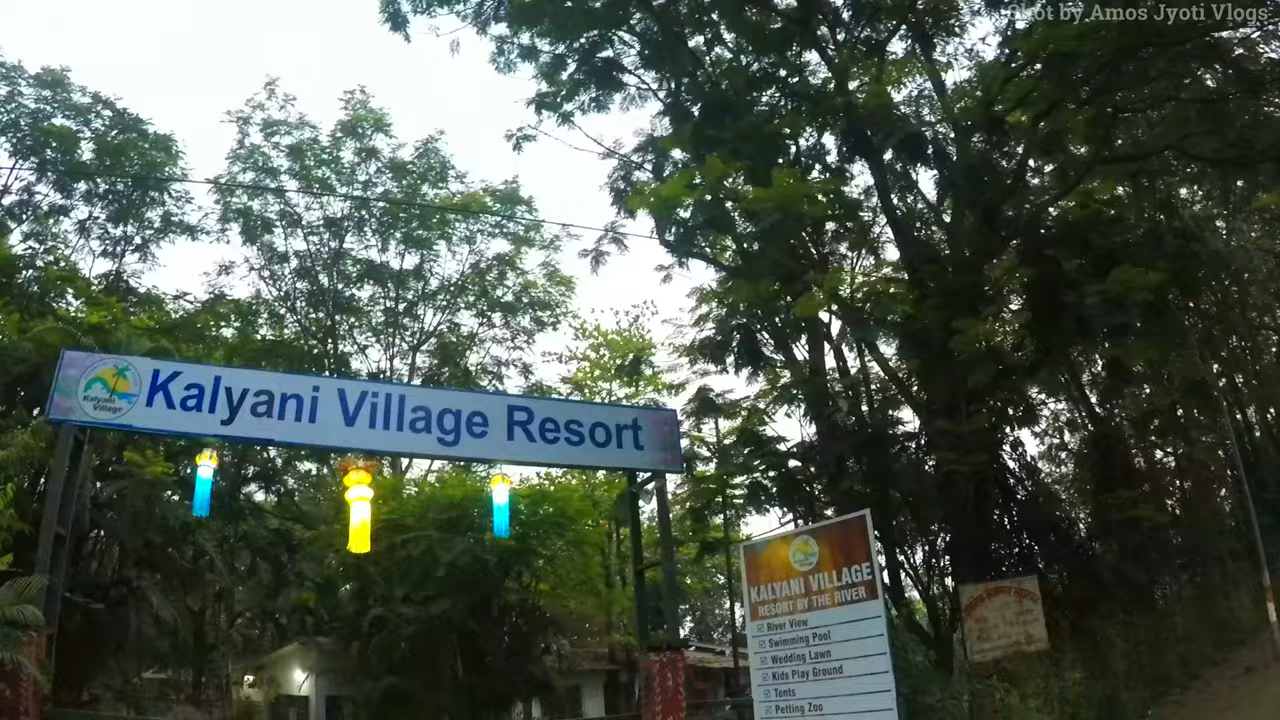 Shot by Amos Jyoti Vlogs
Kalyani Village Resort
Kalyani
Village
KALYANI VILLAGE
RESORT BY THE RIVER
River View
Swimming Pool
Wedding Lawn
Kids Play Ground
Tents
Petting Zoo